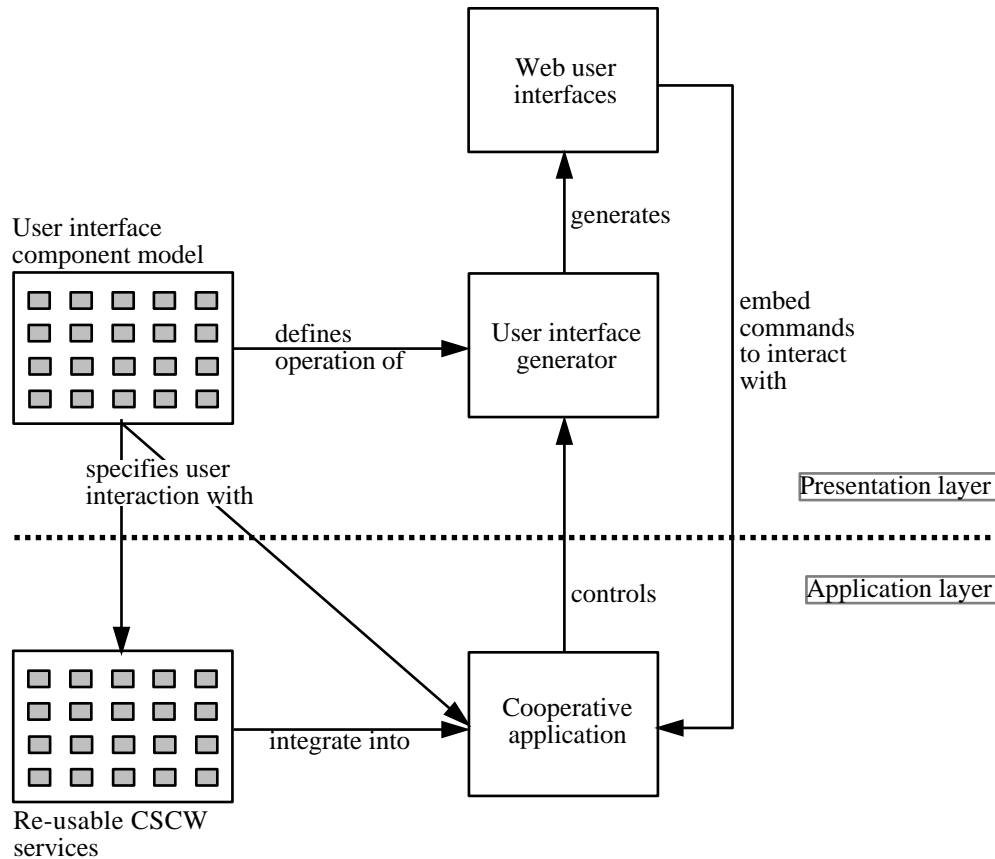 Web user
interfaces
generates
User interface
component model
defines
operation of
User interface
generator
embed
commands
to interact
with
specifies user
interaction with
Presentation layer
Application layer
controls
Cooperative
application
integrate into
Re-usable CSCW
services